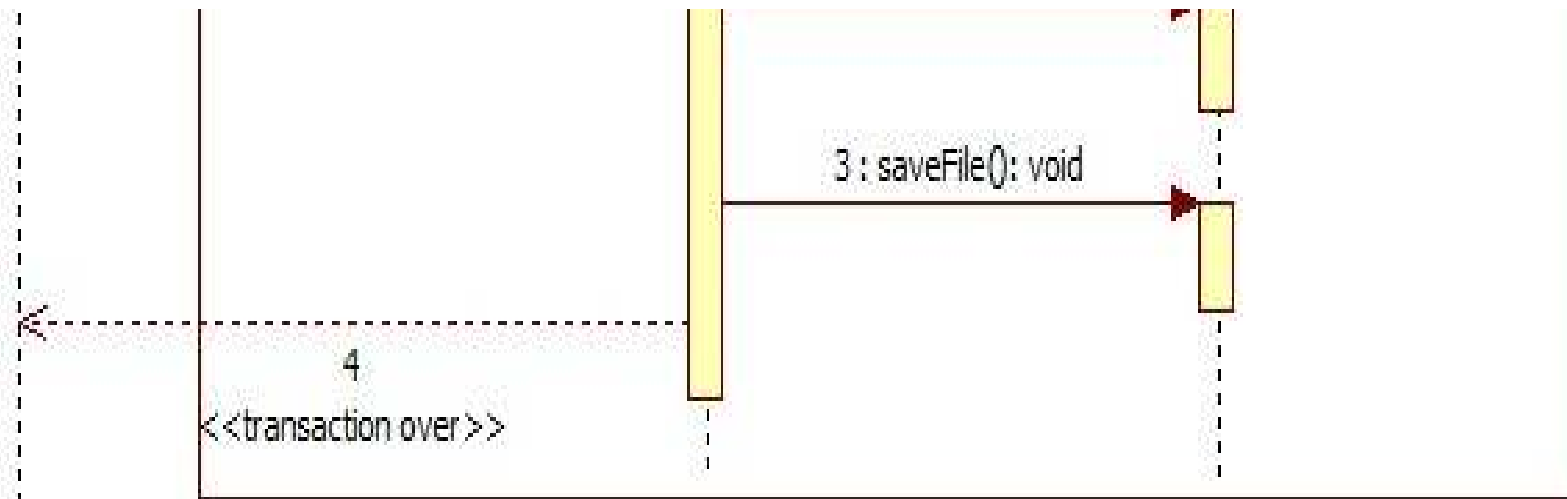 3 : saveFile(): void
4
<<transaction over>>